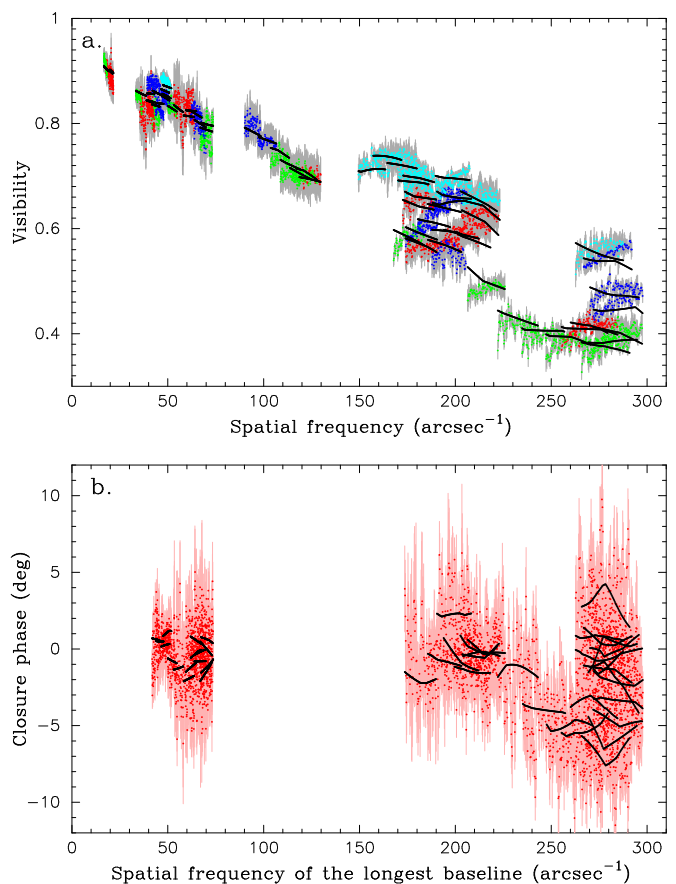 a.
1
0.8
0.6
0.4
Visibility
0 50 100 150 200 250 300
Spatial frequency (arcsec⁻¹)
b.
10
5
0
−5
−10
Closure phase (deg)
0 50 100 150 200 250 300
Spatial frequency of the longest baseline (arcsec⁻¹)